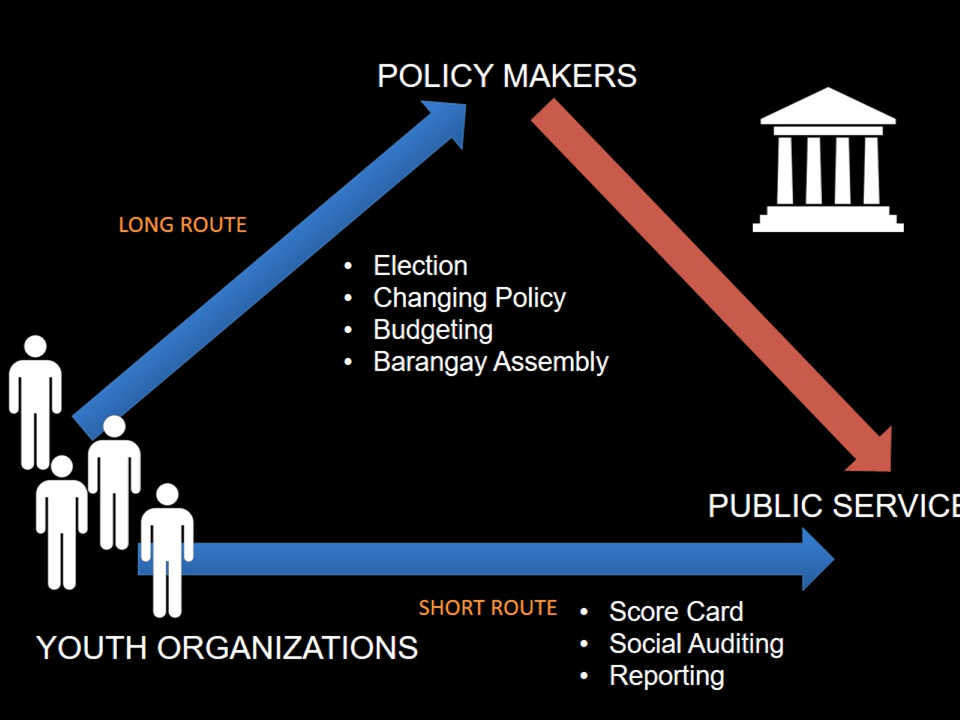 POLICY MAKERS
LONG ROUTE
• Election
• Changing Policy
• Budgeting
• Barangay Assembly
PUBLIC SERVICE
SHORT ROUTE
• Score Card
• Social Auditing
• Reporting
YOUTH ORGANIZATIONS